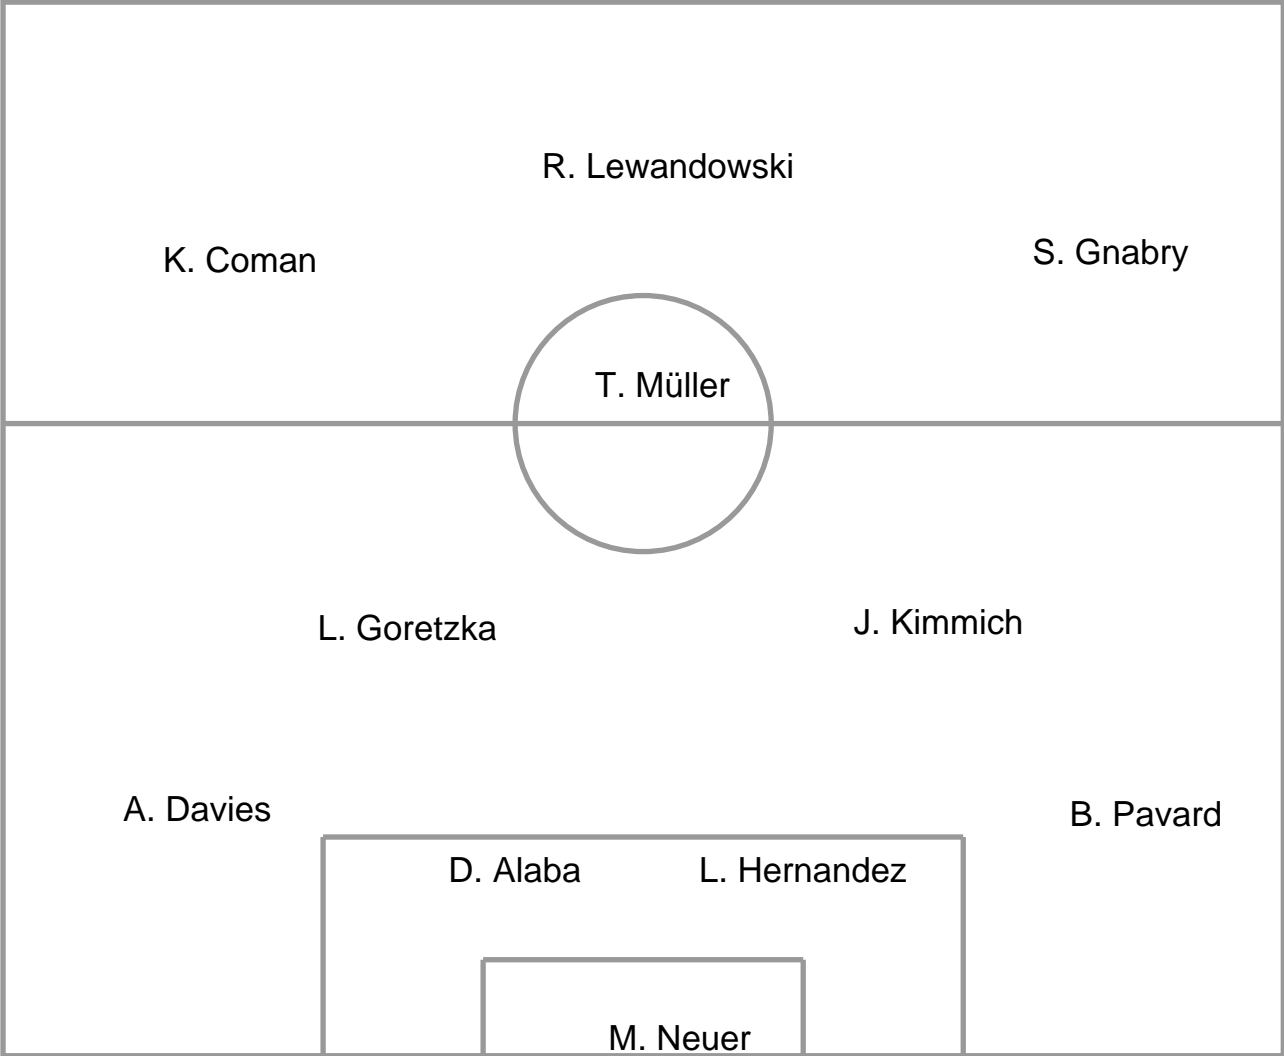 R. Lewandowski
K. Coman
S. Gnabry
T. Müller
L. Goretzka
J. Kimmich
A. Davies
B. Pavard
D. Alaba
L. Hernandez
M. Neuer